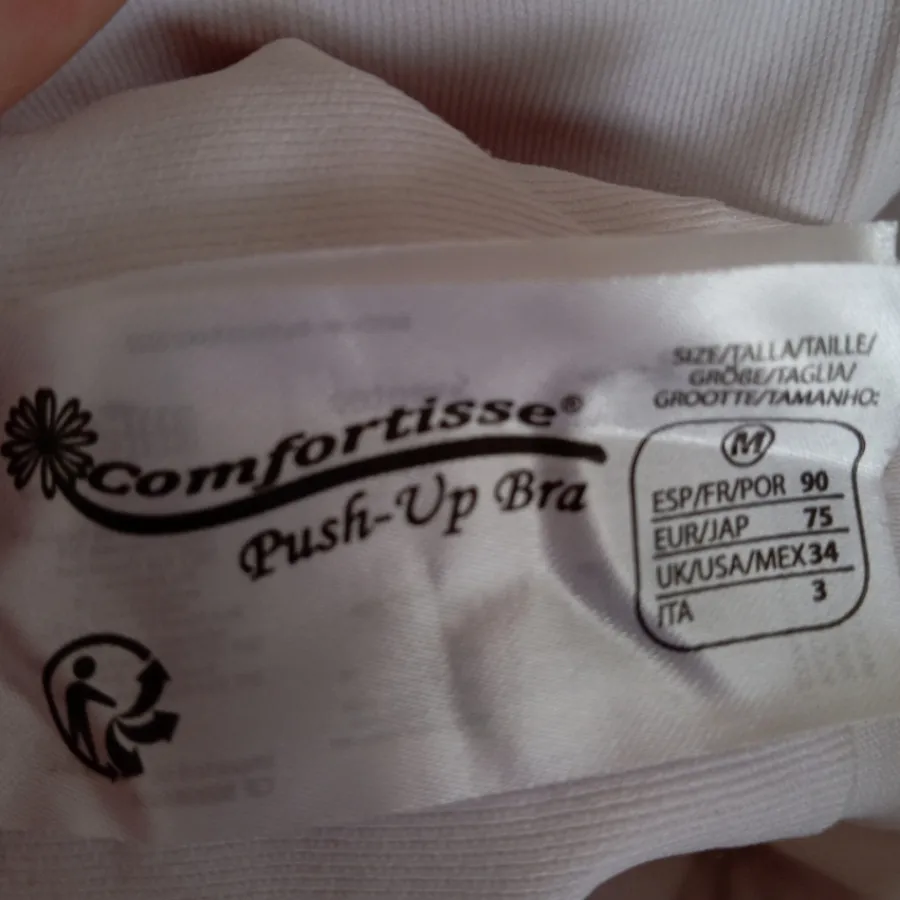 Comfortisse®
Push-Up Bra
SIZE/TALLA/TAILLE/
GRÖBE/TAGLIA/
GROOTTE/TAMANHO:
M
ESP/FR/POR 90
EUR/JAP 75
UK/USA/MEX 34
ITA 3